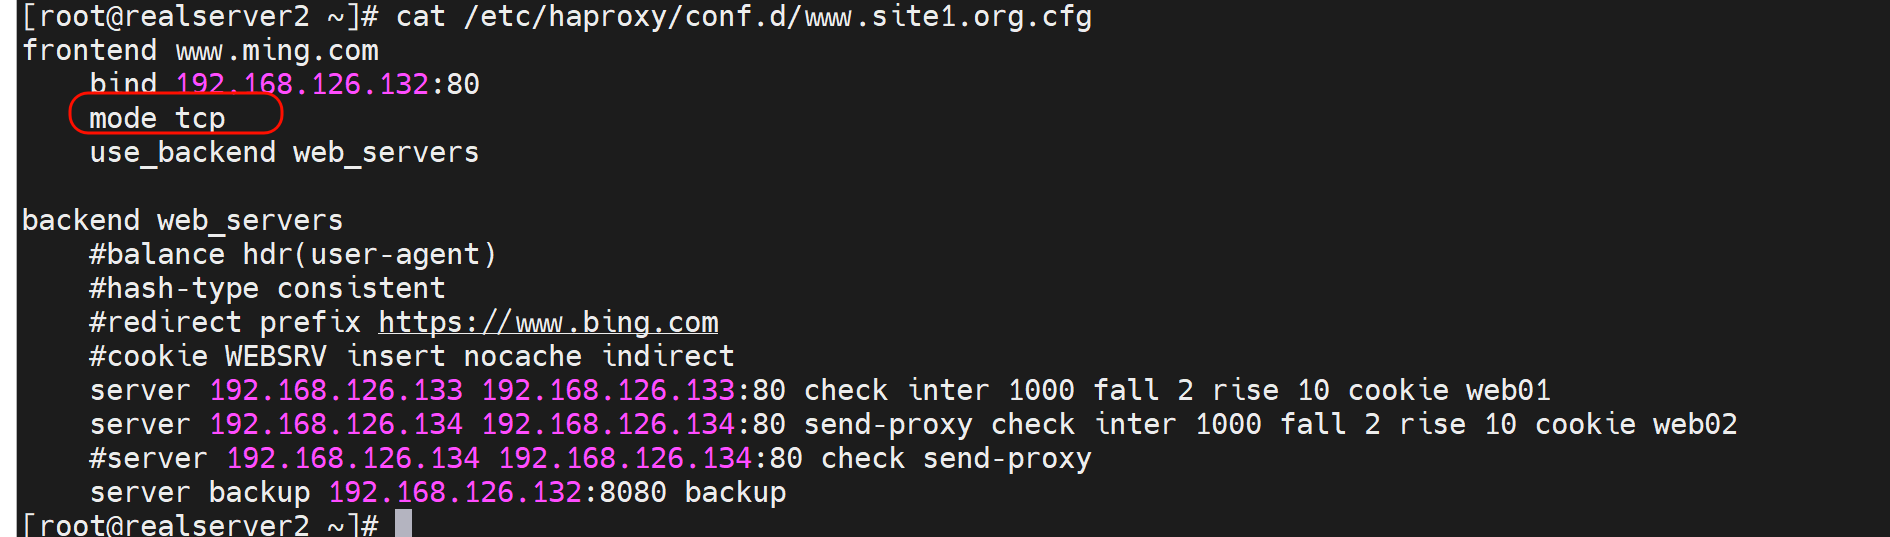 [root@realserver2 ~]# cat /etc/haproxy/conf.d/www.site1.org.cfg
frontend www.ming.com
    bind 192.168.126.132:80
    mode tcp
    use_backend web_servers

backend web_servers
    #balance hdr(user-agent)
    #hash-type consistent
    #redirect prefix https://www.bing.com
    #cookie WEBSRV insert nocache indirect
    server 192.168.126.133 192.168.126.133:80 check inter 1000 fall 2 rise 10 cookie web01
    server 192.168.126.134 192.168.126.134:80 send-proxy check inter 1000 fall 2 rise 10 cookie web02
    #server 192.168.126.134 192.168.126.134:80 check send-proxy
    server backup 192.168.126.132:8080 backup
[root@realserver2 ~]#